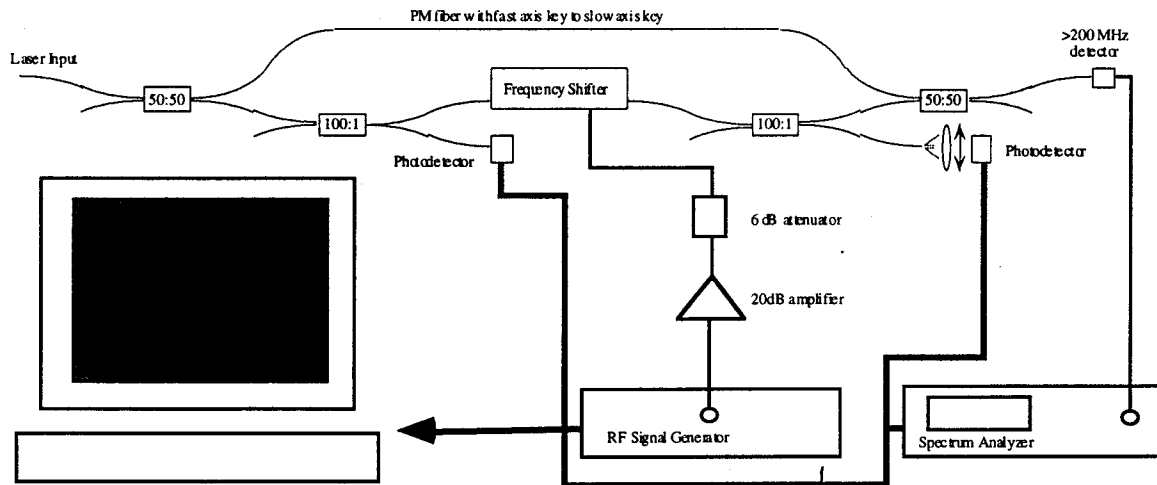 PM fiber with fast axis key to slow axis key
>200 MHz
detector
Laser Input
50:50
Frequency Shifter
50:50
100:1
100:1
Photodetector
Photodetector
6 dB attenuator
20dB amplifier
RF Signal Generator
Spectrum Analyzer